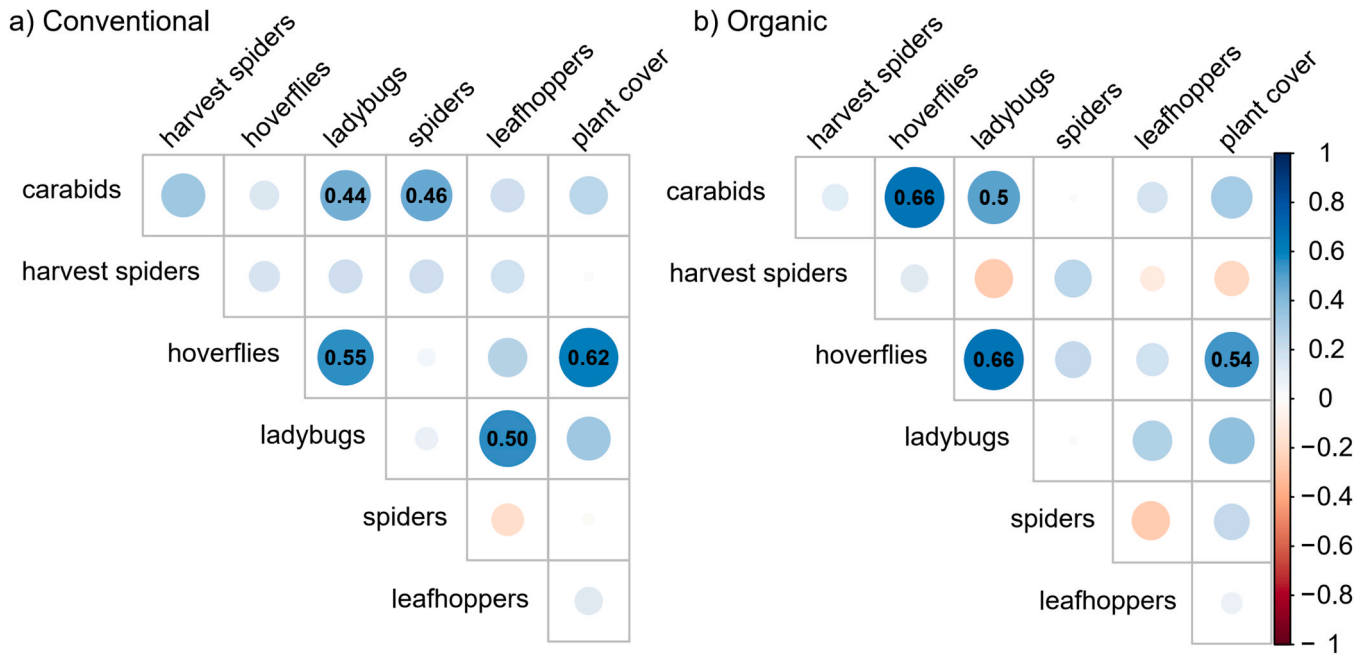 a) Conventional
b) Organic
harvest spiders
hoverflies
ladybugs
spiders
leafhoppers
plant cover
harvest spiders
hoverflies
ladybugs
spiders
leafhoppers
plant cover
carabids
0.44
0.46
carabids
0.66
0.5
harvest spiders
harvest spiders
hoverflies
0.55
0.62
hoverflies
0.66
0.54
ladybugs
0.50
ladybugs
spiders
spiders
leafhoppers
leafhoppers
1
0.8
0.6
0.4
0.2
0
−0.2
−0.4
−0.6
−0.8
−1